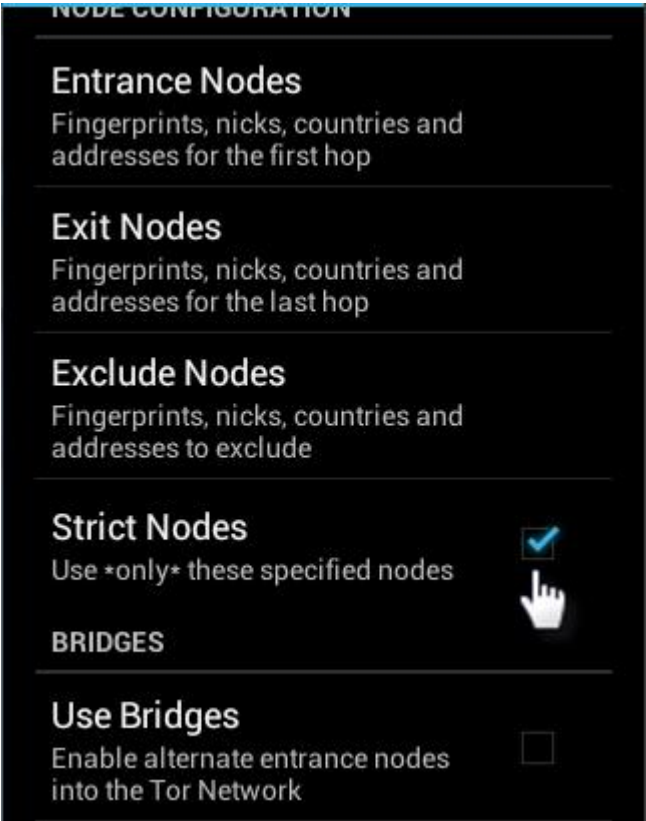 NODE CONFIGURATION
Entrance Nodes
Fingerprints, nicks, countries and
addresses for the first hop
Exit Nodes
Fingerprints, nicks, countries and
addresses for the last hop
Exclude Nodes
Fingerprints, nicks, countries and
addresses to exclude
Strict Nodes
Use *only* these specified nodes
BRIDGES
Use Bridges
Enable alternate entrance nodes
into the Tor Network